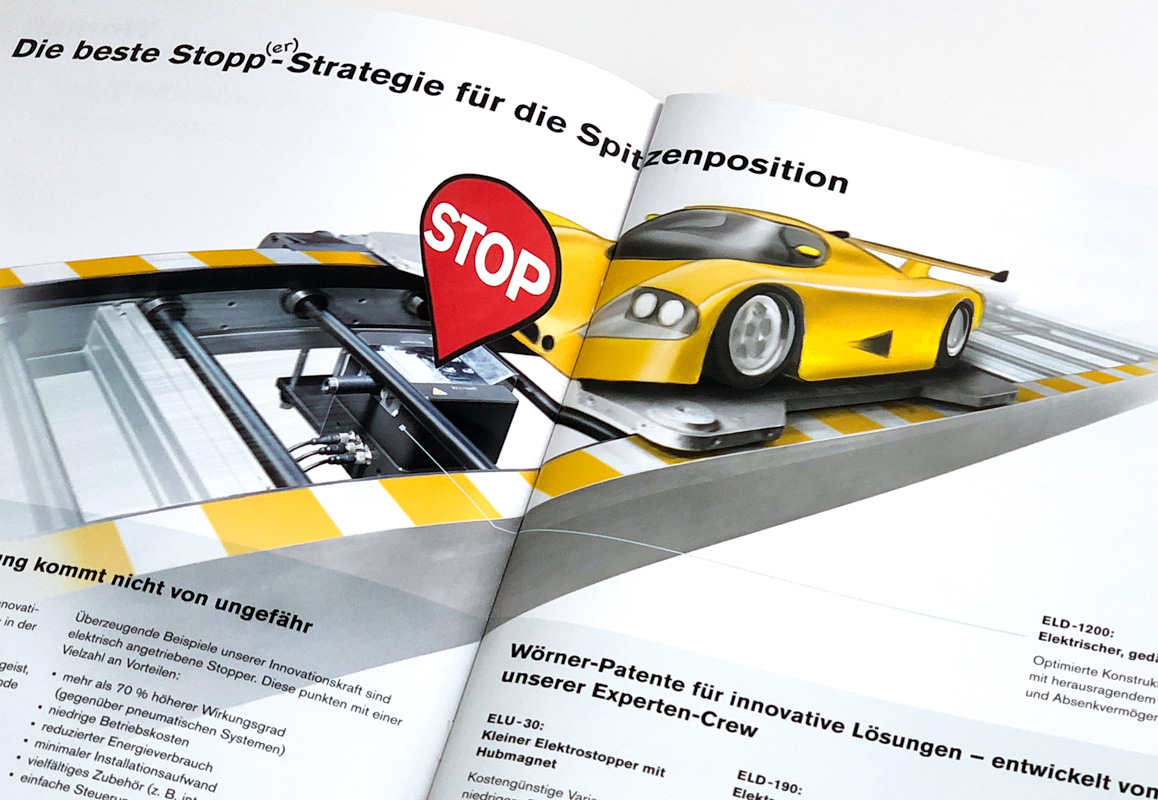 Die beste Stopp(er)-Strategie für die Spitzenposition
STOP
kommt nicht von ungefähr
in der
Überzeugende Beispiele unserer Innovationskraft sind
elektrisch angetriebene Stopper. Diese punkten mit einer
Vielzahl an Vorteilen:
• mehr als 70 % höherer Wirkungsgrad
(gegenüber pneumatischen Systemen)
• niedrige Betriebskosten
• reduzierter Energieverbrauch
• minimaler Installationsaufwand
• vielfältiges Zubehör (z. B.
• einfache
Wörner-Patente für innovative Lösungen – entwickelt von
unserer Experten-Crew
ELU-30:
Kleiner Elektrostopper mit
Hubmagnet
Kostengünstige
ELD-190:
ELD-1200:
Elektrischer,
Optimierte
mit herausragendem
und